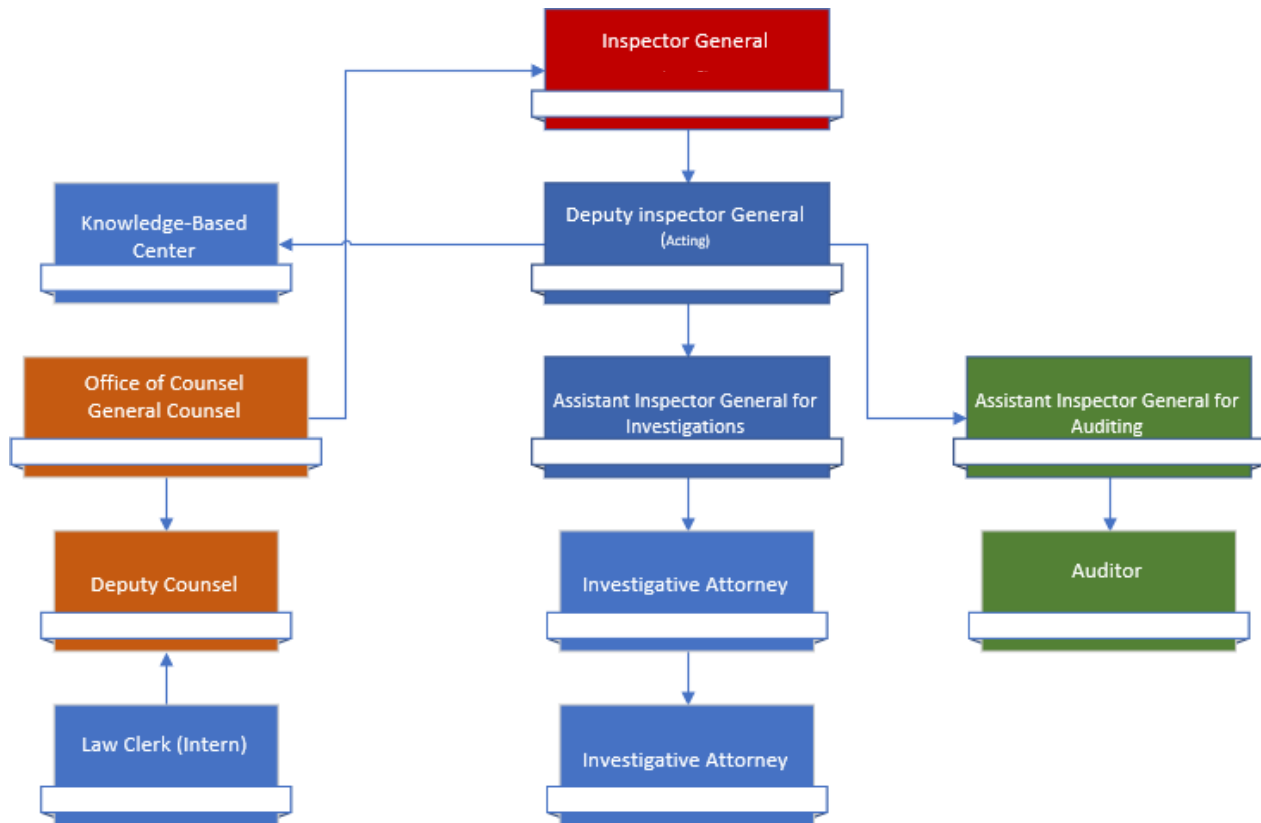 Inspector General
Knowledge-Based
Center
Deputy inspector General
(Acting)
Office of Counsel
General Counsel
Assistant Inspector General for
Investigations
Assistant Inspector General for
Auditing
Deputy Counsel
Investigative Attorney
Auditor
Law Clerk (Intern)
Investigative Attorney